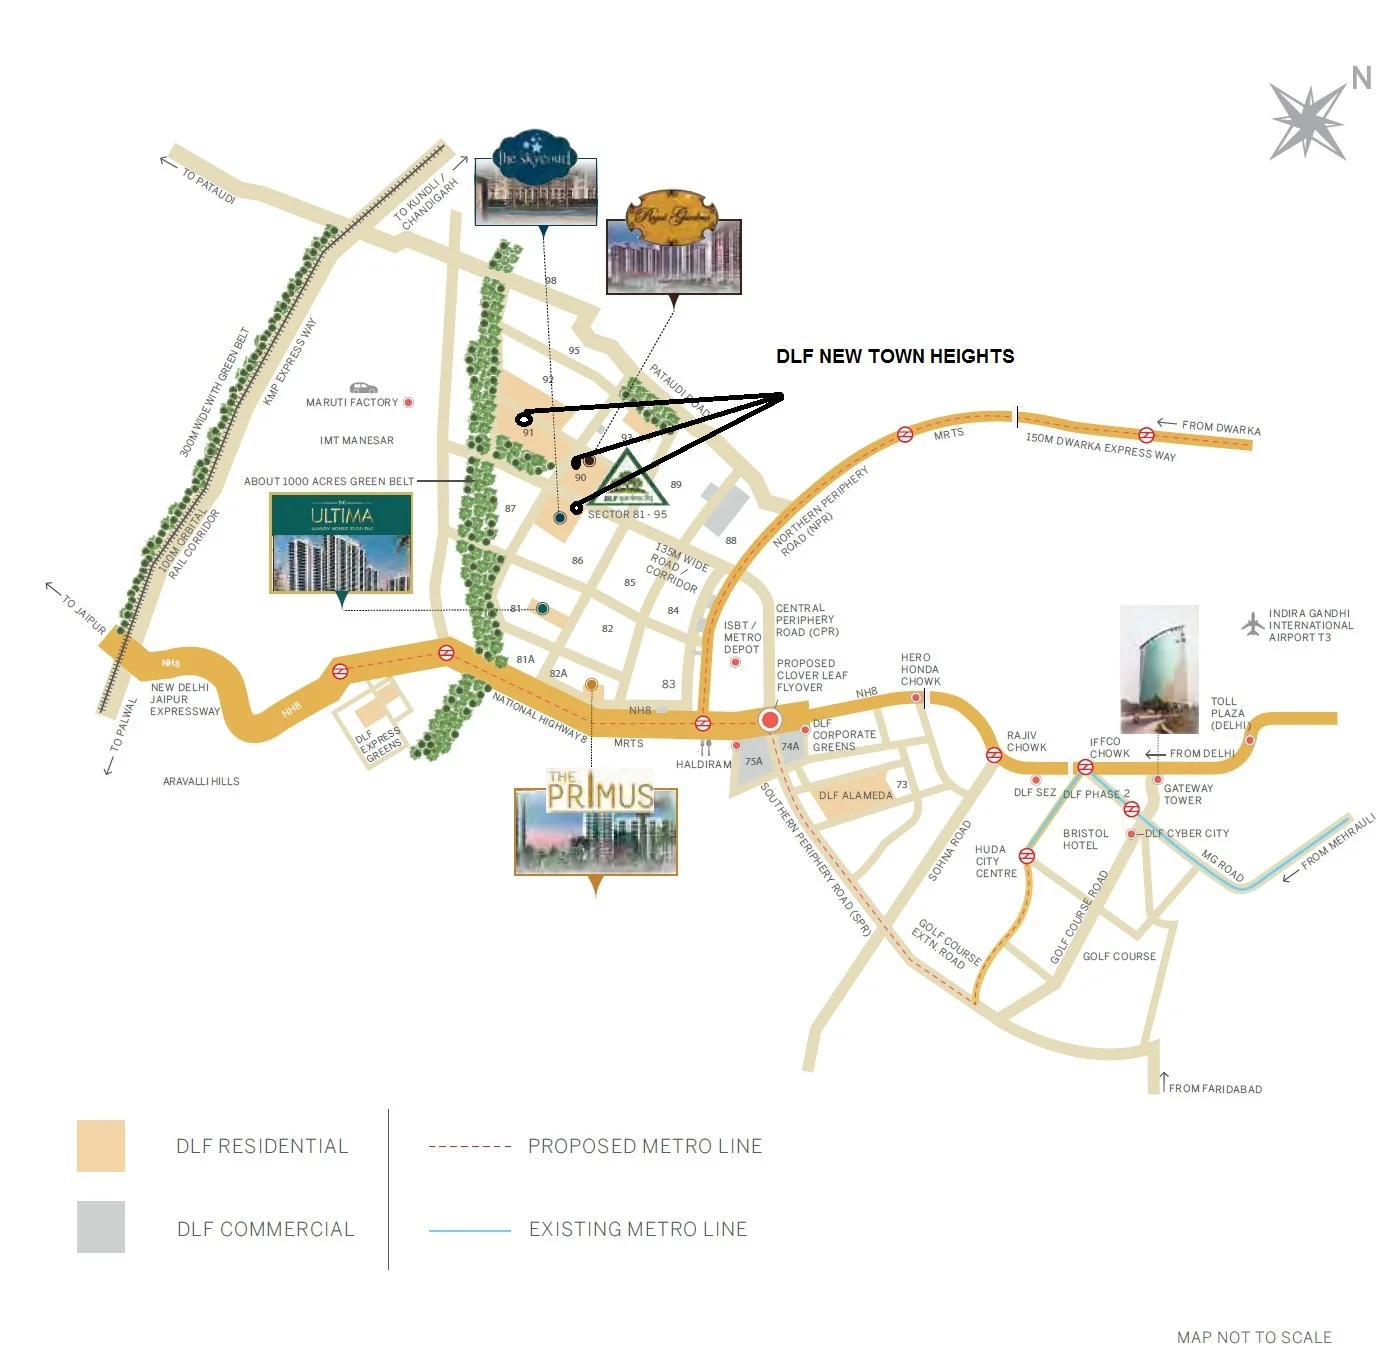 N
TO PATAUDI
TO KUNDLI /
CHANDIGARH
the skycourt
Royal Gardens
98
95
92
PATAUDI ROAD
DLF NEW TOWN HEIGHTS
300M WIDE WITH GREEN BELT
KMP EXPRESS WAY
MARUTI FACTORY
IMT MANESAR
ABOUT 1000 ACRES GREEN BELT
91
93
90
89
87
88
DLF
SECTOR 81 - 95
THE
ULTIMA
LUXURY HOMES FROM DLF
100M ORBITAL
RAIL CORRIDOR
MRTS
150M DWARKA EXPRESS WAY
FROM DWARKA
NORTHERN PERIPHERY
ROAD (NPR)
135M WIDE
ROAD /
CORRIDOR
86
85
84
81
82
81A
82A
83
TO JAIPUR
NH8
NEW DELHI
JAIPUR
EXPRESSWAY
NH8
TO PALWAL
DLF
EXPRESS
GREENS
ARAVALLI HILLS
NATIONAL HIGHWAY 8
NH8
MRTS
ISBT /
METRO
DEPOT
CENTRAL
PERIPHERY
ROAD (CPR)
PROPOSED
CLOVER LEAF
FLYOVER
NH8
HERO
HONDA
CHOWK
INDIRA GANDHI
INTERNATIONAL
AIRPORT T3
TOLL
PLAZA
(DELHI)
HALDIRAM
75A
74A
DLF
CORPORATE
GREENS
RAJIV
CHOWK
IFFCO
CHOWK
FROM DELHI
DLF SEZ
DLF PHASE 2
GATEWAY
TOWER
DLF ALAMEDA
73
THE
PRIMUS
SOUTHERN PERIPHERY ROAD (SPR)
SOHNA ROAD
HUDA
CITY
CENTRE
BRISTOL
HOTEL
DLF CYBER CITY
MG ROAD
FROM MEHRAULI
GOLF COURSE
EXTN. ROAD
GOLF COURSE ROAD
GOLF COURSE
FROM FARIDABAD
DLF RESIDENTIAL
PROPOSED METRO LINE
DLF COMMERCIAL
EXISTING METRO LINE
MAP NOT TO SCALE